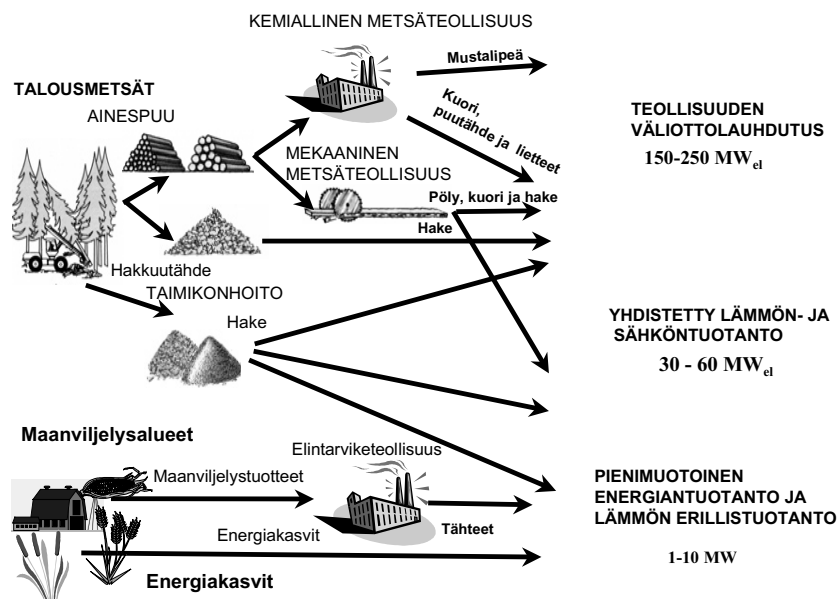 KEMIALLINEN METSÄTEOLLISUUS
Mustalipeä
TALOUSMETSÄT
AINESPUU
Kuori,
puutähde ja lietteet
TEOLLISUUDEN
VÄLIOTTOLAUHDUTUS
150-250 MWel
MEKAANINEN
METSÄTEOLLISUUS
Pöly, kuori ja hake
Hake
Hakkuutähde
TAIMIKONHOITO
Hake
YHDISTETTY LÄMMÖN- JA
SÄHKÖNTUOTANTO
30 - 60 MWel
Maanviljelysalueet
Elintarviketeollisuus
Maanviljelystuotteet
PIENIMUOTOINEN
ENERGIANTUOTANTO JA
LÄMMÖN ERILLISTUOTANTO
Tähteet
Energiakasvit
1-10 MW
Energiakasvit